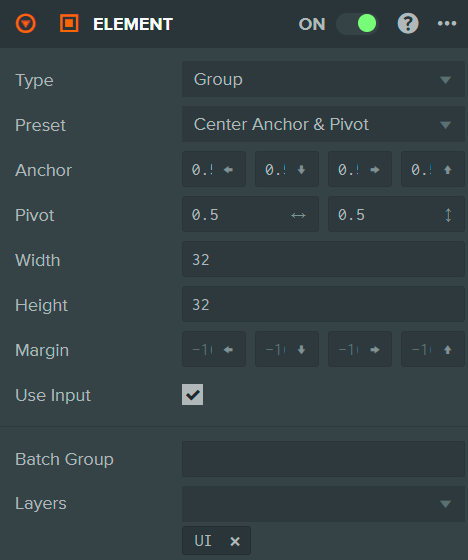 ELEMENT ON ? ...
Type Group
Preset Center Anchor & Pivot
Anchor
Pivot 0.5 0.5
Width 32
Height 32
Margin
Use Input
Batch Group
Layers
UI ×